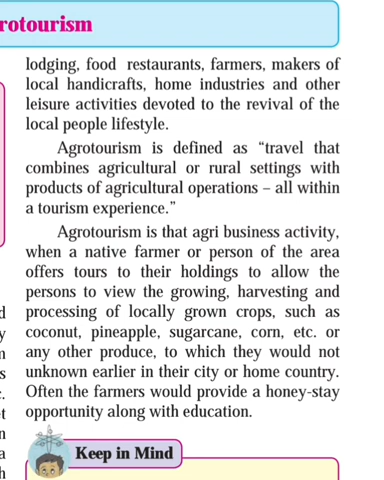 rotourism
lodging, food restaurants, farmers, makers of
local handicrafts, home industries and other
leisure activities devoted to the revival of the
local people lifestyle.
Agrotourism is defined as “travel that
combines agricultural or rural settings with
products of agricultural operations – all within
a tourism experience.”
Agrotourism is that agri business activity,
when a native farmer or person of the area
offers tours to their holdings to allow the
persons to view the growing, harvesting and
processing of locally grown crops, such as
coconut, pineapple, sugarcane, corn, etc. or
any other produce, to which they would not
unknown earlier in their city or home country.
Often the farmers would provide a honey-stay
opportunity along with education.
Keep in Mind